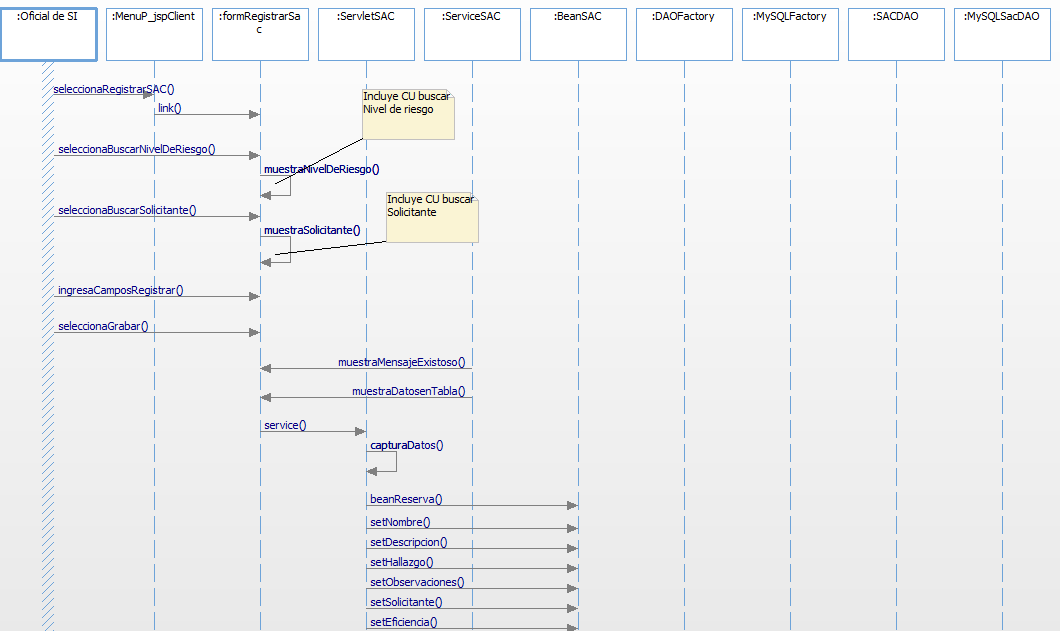 :Oficial de SI
:MenuP_jspClient
:formRegistrarSa
c
:ServletSAC
:ServiceSAC
:BeanSAC
:DAOFactory
:MySQLFactory
:SACDAO
:MySQLSacDAO
seleccionaRegistrarSAC()
link()
Incluye CU buscar
Nivel de riesgo
seleccionaBuscarNivelDeRiesgo()
muestraNivelDeRiesgo()
Incluye CU buscar
Solicitante
seleccionaBuscarSolicitante()
muestraSolicitante()
ingresaCamposRegistrar()
seleccionaGrabar()
muestraMensajeExistoso()
muestraDatosenTabla()
service()
capturaDatos()
beanReserva()
setNombre()
setDescripcion()
setHallazgo()
setObservaciones()
setSolicitante()
setEficiencia()